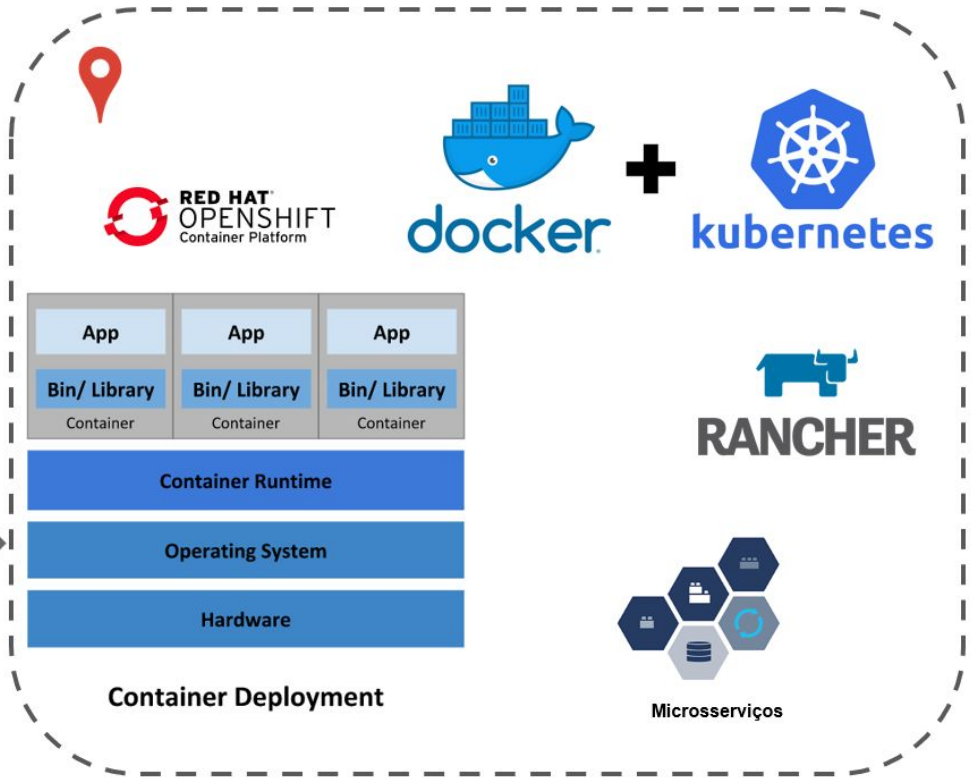 RED HAT
OPENSHIFT
Container Platform
docker
kubernetes
App App App
Bin/ Library Bin/ Library Bin/ Library
Container Container Container
Container Runtime
Operating System
Hardware
Container Deployment
RANCHER
Microsserviços